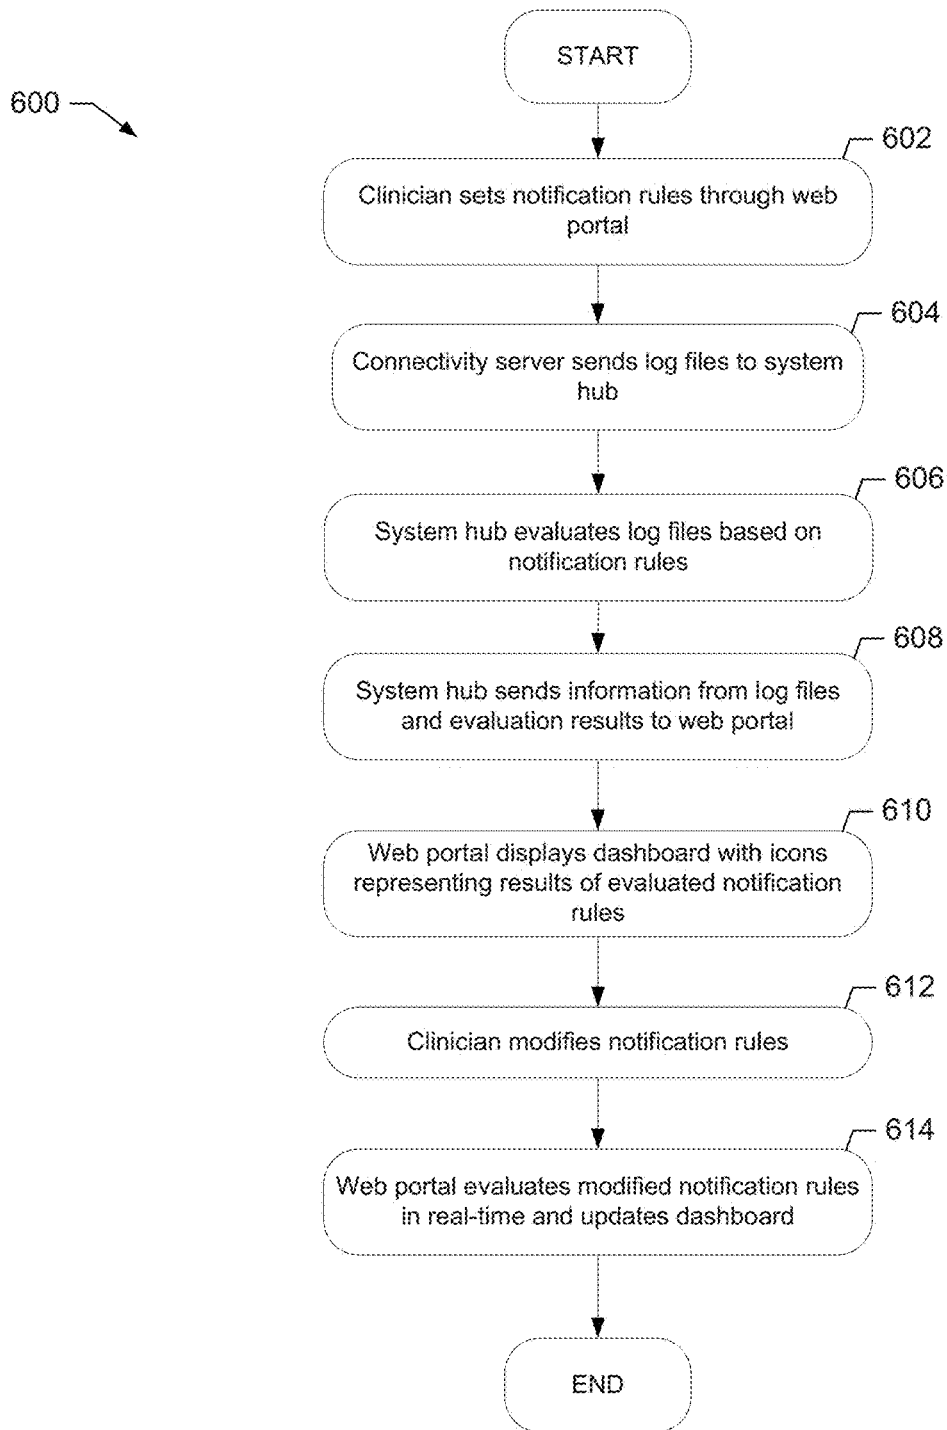 START
600
602
Clinician sets notification rules through web
portal
604
Connectivity server sends log files to system
hub
606
System hub evaluates log files based on
notification rules
608
System hub sends information from log files
and evaluation results to web portal
610
Web portal displays dashboard with icons
representing results of evaluated notification
rules
612
Clinician modifies notification rules
614
Web portal evaluates modified notification rules
in real-time and updates dashboard
END